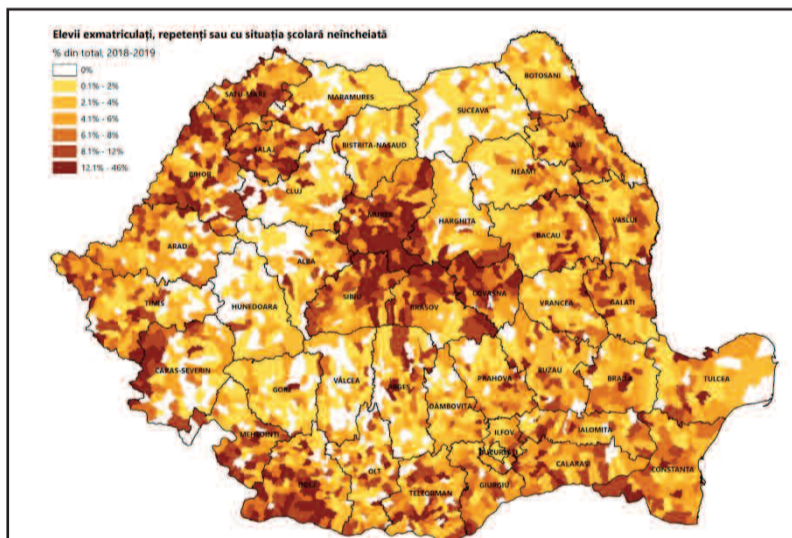 Elevii exmatriculați, repetenți sau cu situația școlară neîncheiată
% din total, 2018-2019
0%
0.1% - 2%
2.1% - 4%
4.1% - 6%
6.1% - 8%
8.1% - 12%
12.1% - 46%
BOTOSANI
SATU-MARE
MARAMURES
SUCEAVA
BISTRITA-NASAUD
IASI
SALAJ
BIHOR
CLUJ
NEAMT
MURES
HARGHITA
BACAU
VASLUI
ARAD
ALBA
SIBIU
BRASOV
COVASNA
TIMIS
HUNEDOARA
VRANCEA
GALATI
CARAS-SEVERIN
GORJ
VÂLCEA
ARGES
PRAHOVA
BUZAU
BRAILA
TULCEA
DÂMBOVITA
ILFOV
IALOMITA
MEHEDINTI
BUCURESTI
DOLJ
OLT
TELEORMAN
GIURGIU
CALARASI
CONSTANTA